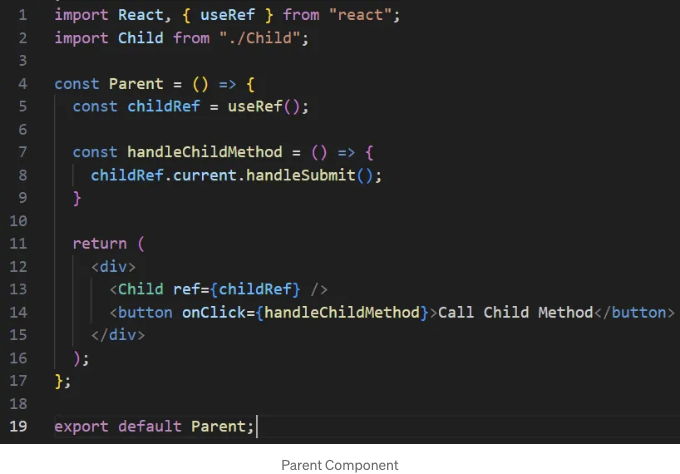 1 import React, { useRef } from "react";
2 import Child from "./Child";
3
4 const Parent = () => {
5   const childRef = useRef();
6
7   const handleChildMethod = () => {
8     childRef.current.handleSubmit();
9   }
10
11   return (
12     <div>
13       <Child ref={childRef} />
14       <button onClick={handleChildMethod}>Call Child Method</button>
15     </div>
16   );
17 };
18
19 export default Parent;
Parent Component